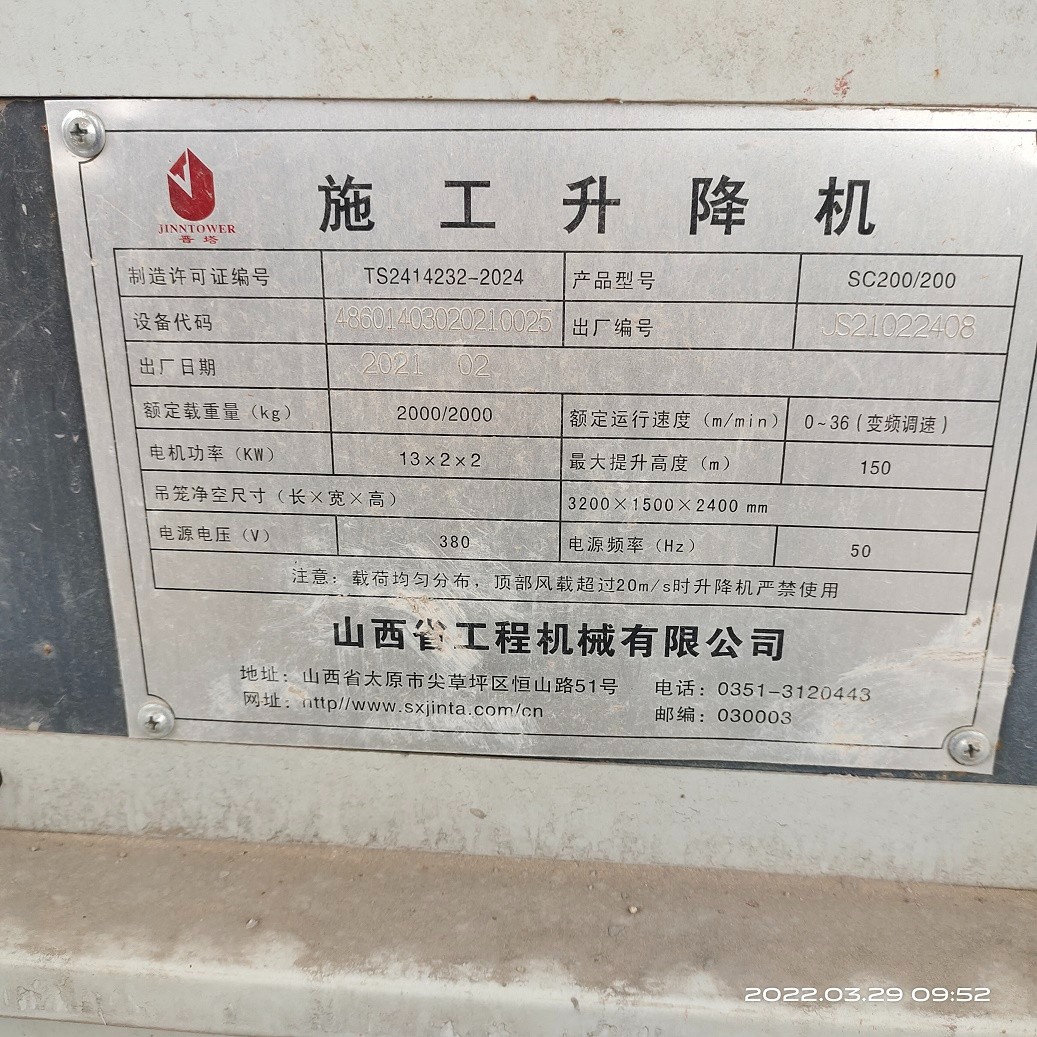 JINNTOWER
晋塔
施工升降机
制造许可证编号 TS2414232-2024 产品型号 SC200/200
设备代码 48601403020210025 出厂编号 JS21022408
出厂日期 2021 02
额定载重量（kg） 2000/2000 额定运行速度（m/min） 0~36（变频调速）
电机功率（KW） 13×2×2 最大提升高度（m） 150
吊笼净空尺寸（长×宽×高） 3200×1500×2400 mm
电源电压（V） 380 电源频率（Hz） 50
注意：载荷均匀分布，顶部风载超过20m/s时升降机严禁使用
山西省工程机械有限公司
地址：山西省太原市尖草坪区恒山路51号 电话：0351-3120443
网址：http//www.sxjinta.com/cn 邮编：030003
2022.03.29 09:52